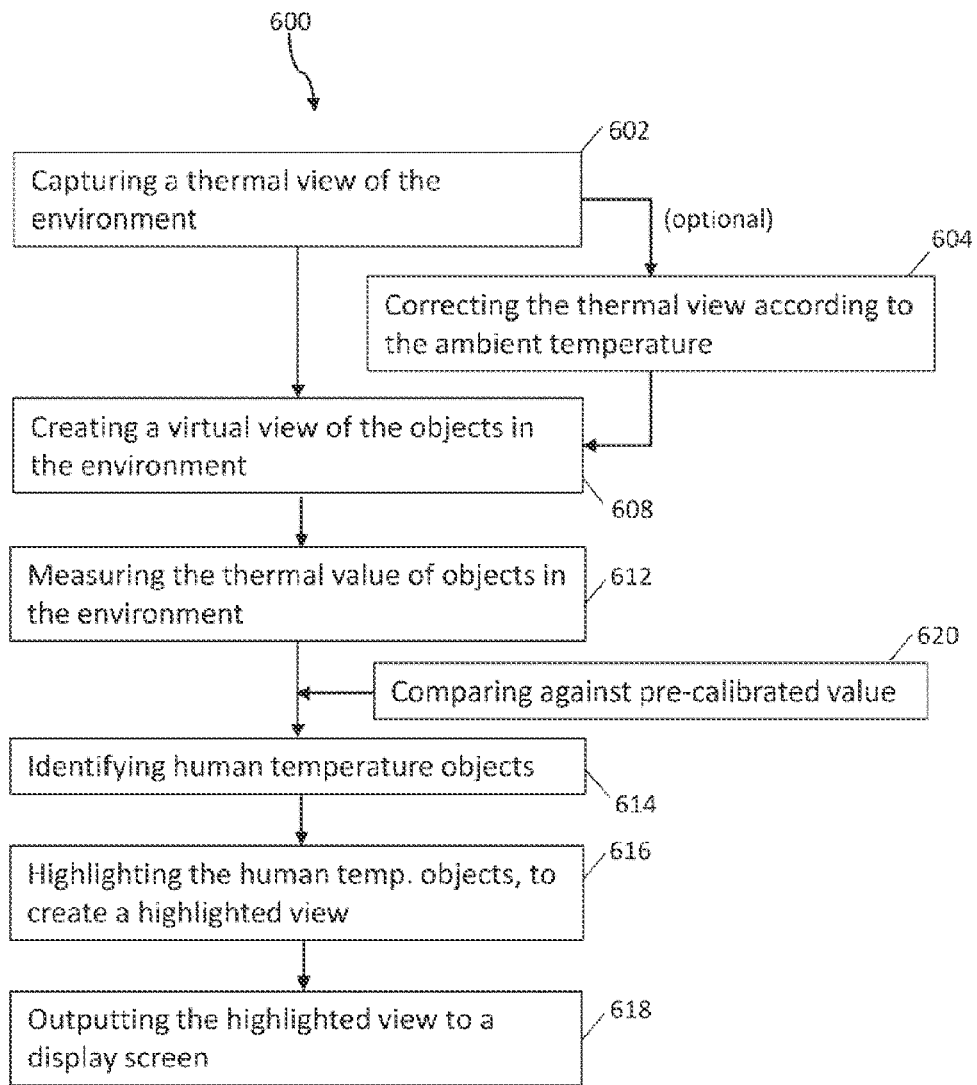 600
602
Capturing a thermal view of the
environment
(optional)
604
Correcting the thermal view according to
the ambient temperature
Creating a virtual view of the objects in
the environment
608
Measuring the thermal value of objects in
the environment
612
620
Comparing against pre-calibrated value
Identifying human temperature objects
614
Highlighting the human temp. objects, to
create a highlighted view
616
Outputting the highlighted view to a
display screen
618